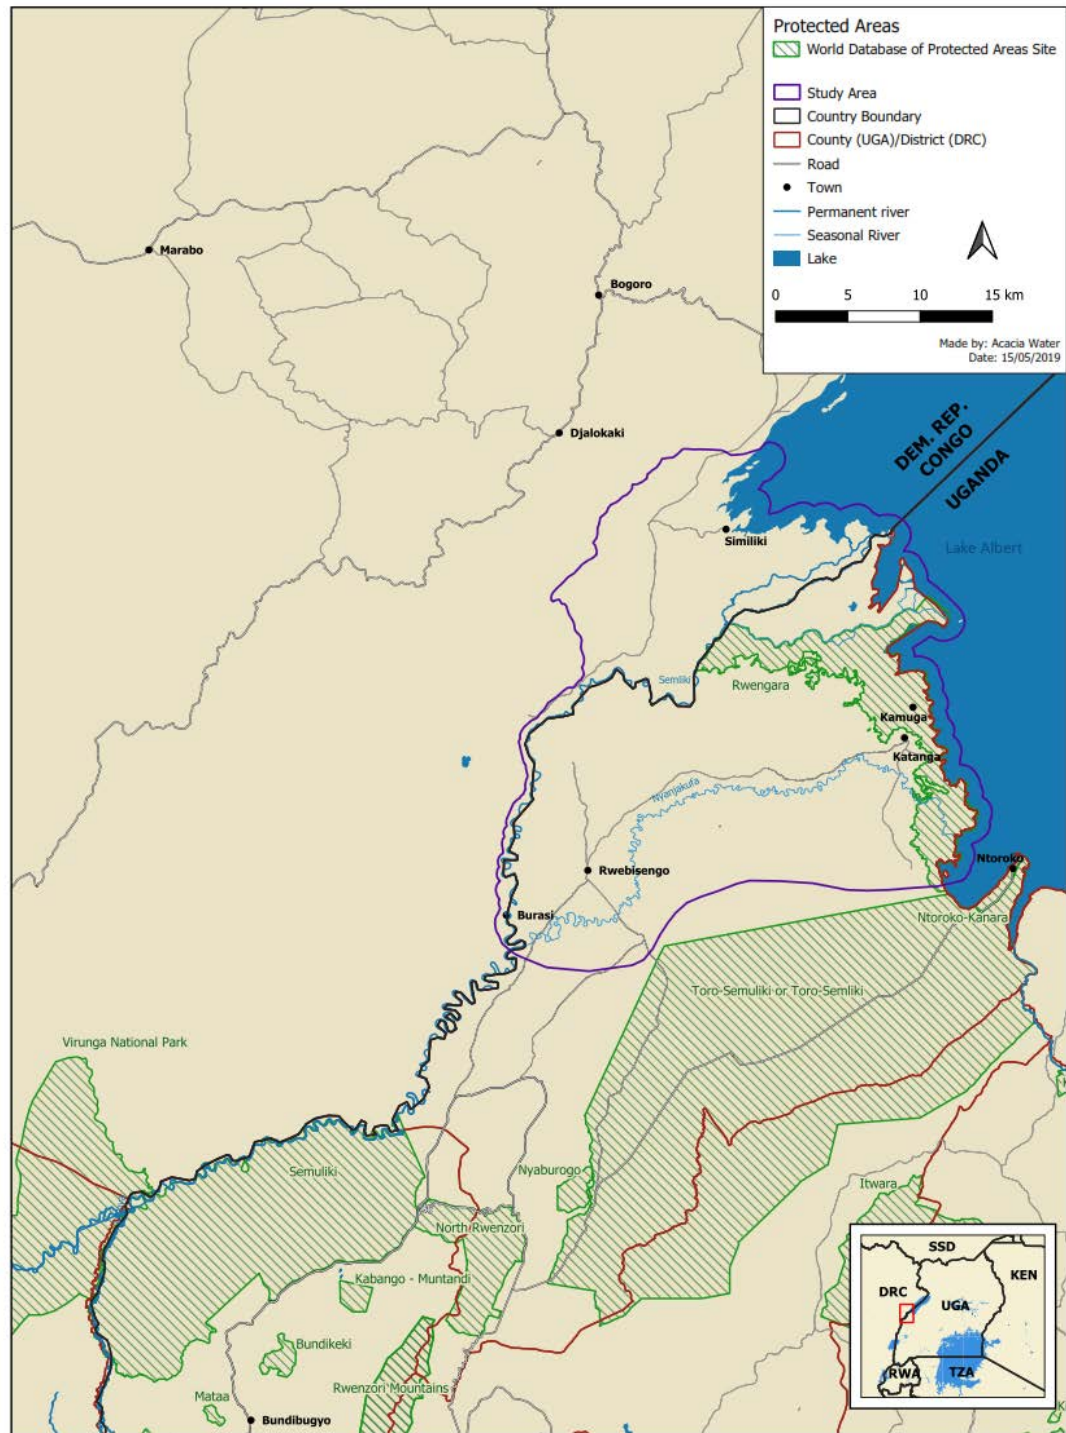 Protected Areas
World Database of Protected Areas Site
Study Area
Country Boundary
County (UGA)/District (DRC)
Road
Town
Permanent river
Seasonal River
Lake
0 5 10 15 km
Made by: Acacia Water
Date: 15/05/2019
Marabo
Bogoro
Djalokaki
DEM. REP.
CONGO
UGANDA
Similiki
Lake Albert
Semliki
Rwengara
Kamuga
Katanga
Nyanjakufa
Ntoroko
Rwebisengo
Burasi
Ntoroko-Kanara
Toro-Semuliki or Toro-Semliki
Virunga National Park
Semuliki
Nyaburogo
Itwara
North Rwenzori
Kabango - Muntandi
Bundikeki
Rwenzori Mountains
Mataa
Bundibugyo
SSD
DRC
KEN
UGA
RWA
TZA